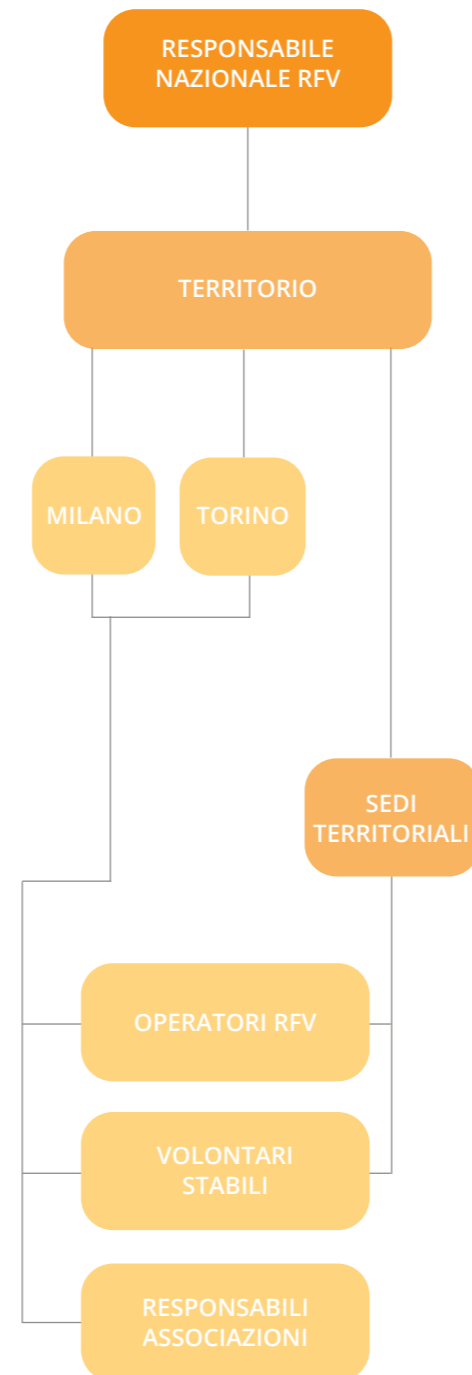 RESPONSABILE
NAZIONALE RFV
TERRITORIO
MILANO
TORINO
SEDI
TERRITORIALI
OPERATORI RFV
VOLONTARI
STABILI
RESPONSABILI
ASSOCIAZIONI